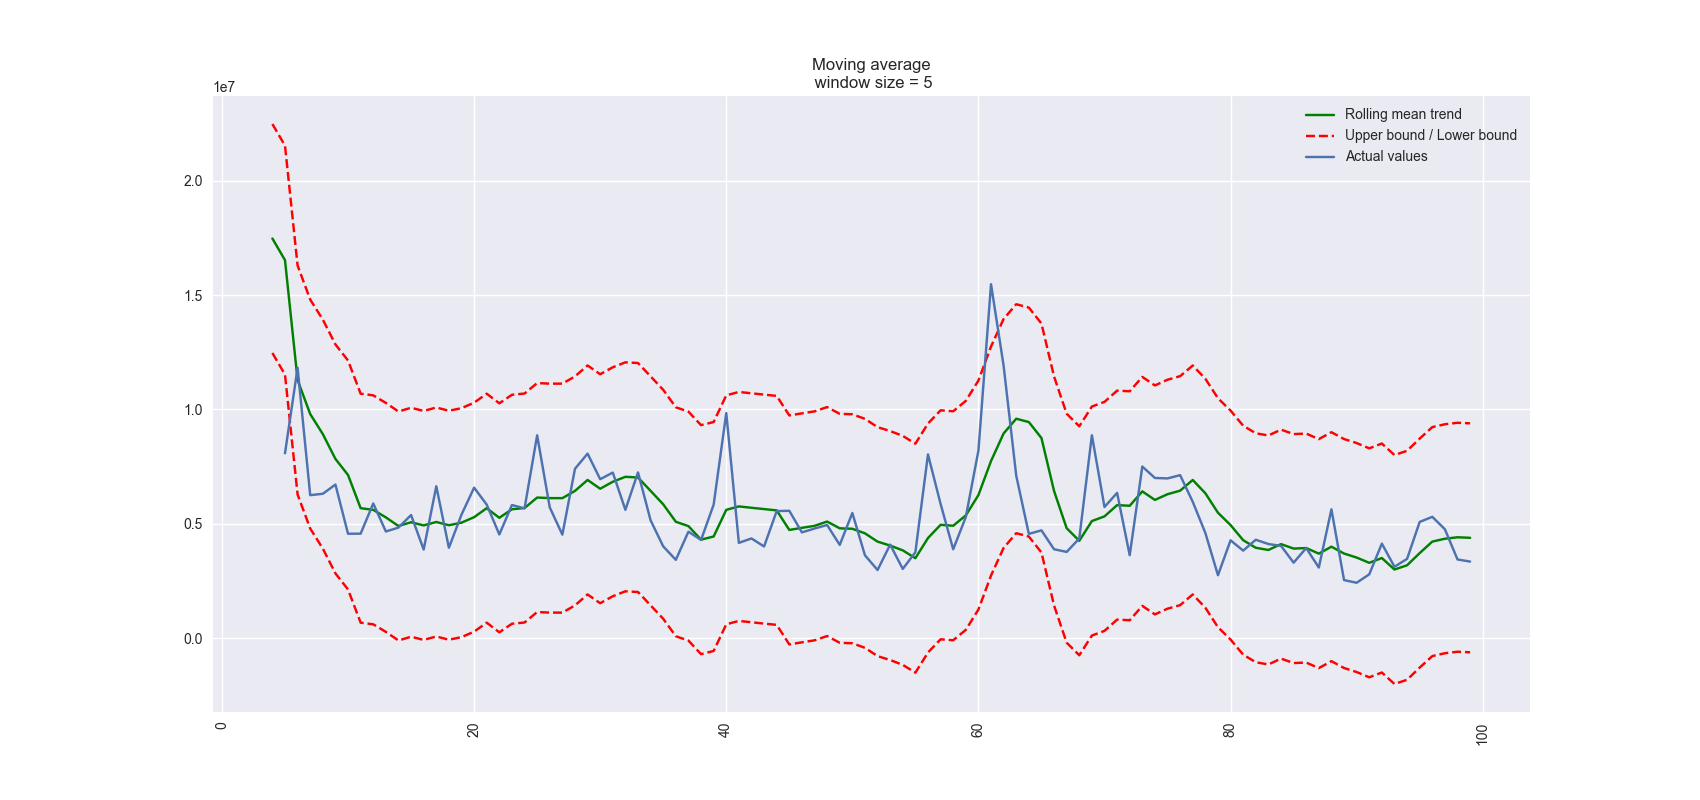 Moving average
window size = 5
1e7
Rolling mean trend
Upper bound / Lower bound
Actual values
2.0
1.5
1.0
0.5
0.0
0
20
40
60
80
100